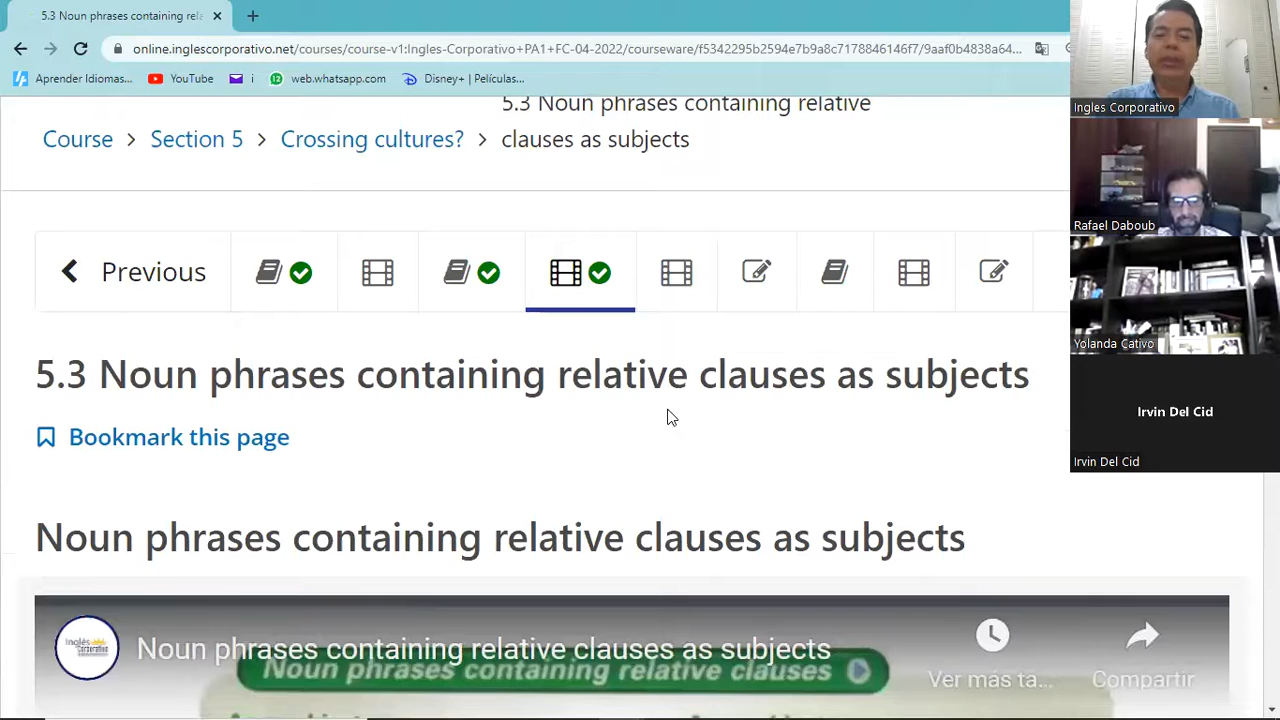 5.3 Noun phrases containing rela
online.inglescorporativo.net/courses/course-v1:Ingles-Corporativo+PA1+FC-04-2022/courseware/f5342295b2594e7b9a8c7178846146f7/9aaf0b4838a64...
Aprender Idiomas...
YouTube
i
web.whatsapp.com
Disney+ | Películas,...
Ingles Corporativo
Rafael Daboub
Yolanda Cativo
Irvin Del Cid
Irvin Del Cid
5.3 Noun phrases containing relative
Course > Section 5 > Crossing cultures? > clauses as subjects
Previous
5.3 Noun phrases containing relative clauses as subjects
Bookmark this page
Noun phrases containing relative clauses as subjects
Inglés
Corporativo
Noun phrases containing relative clauses as subjects
Noun phrases containing relative clauses
Ver más ta...
Compartir